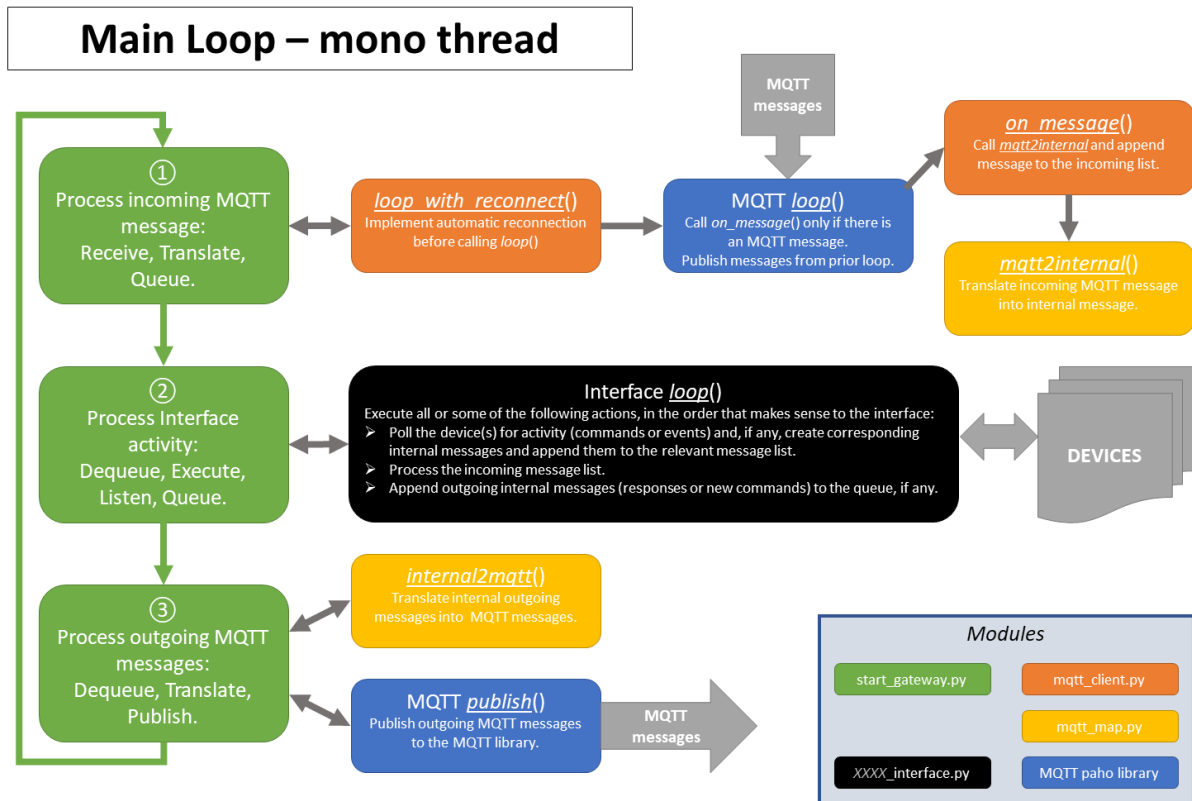 Main Loop – mono thread
MQTT
messages
①
Process incoming MQTT
message:
Receive, Translate,
Queue.
loop_with_reconnect()
Implement automatic reconnection
before calling loop()
MQTT loop()
Call on_message() only if there is
an MQTT message.
Publish messages from prior loop.
on_message()
Call mqtt2internal and append
message to the incoming list.
mqtt2internal()
Translate incoming MQTT message
into internal message.
②
Process Interface
activity:
Dequeue, Execute,
Listen, Queue.
Interface loop()
Execute all or some of the following actions, in the order that makes sense to the interface:
➢ Poll the device(s) for activity (commands or events) and, if any, create corresponding
internal messages and append them to the relevant message list.
➢ Process the incoming message list.
➢ Append outgoing internal messages (responses or new commands) to the queue, if any.
DEVICES
③
Process outgoing MQTT
messages:
Dequeue, Translate,
Publish.
internal2mqtt()
Translate internal outgoing
messages into MQTT messages.
MQTT publish()
Publish outgoing MQTT messages
to the MQTT library.
MQTT
messages
Modules
start_gateway.py
mqtt_client.py
mqtt_map.py
XXXX_interface.py
MQTT paho library